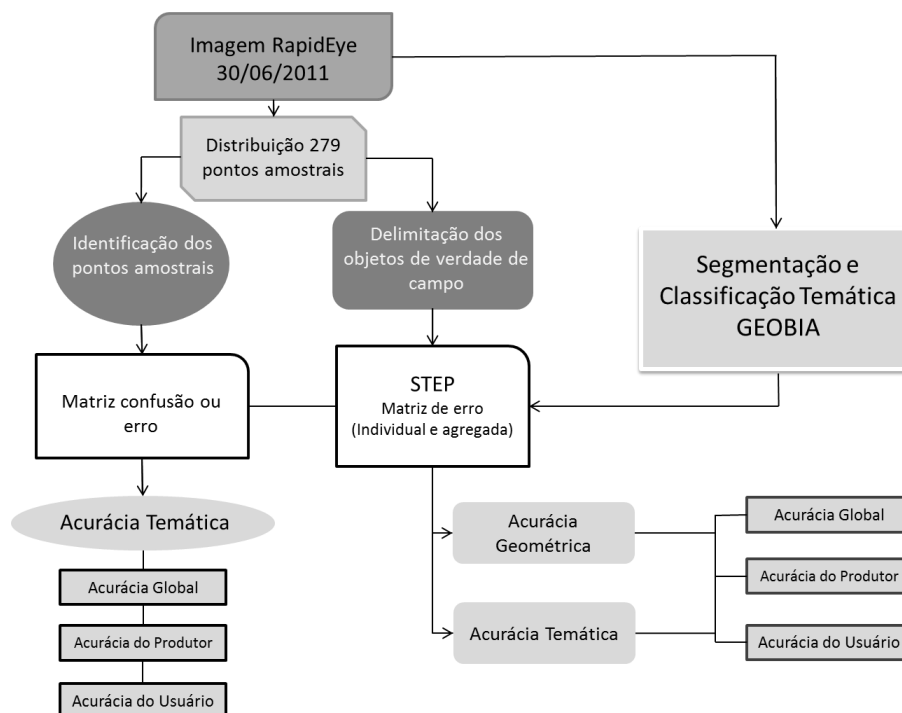 Imagem RapidEye
30/06/2011
Distribuição 279
pontos amostrais
Identificação dos
pontos amostrais
Delimitação dos
objetos de verdade de
campo
Segmentação e
Classificação Temática
GEOBIA
Matriz confusão ou
erro
STEP
Matriz de erro
(Individual e agregada)
Acurácia Temática
Acurácia Global
Acurácia do Produtor
Acurácia do Usuário
Acurácia
Geométrica
Acurácia Temática
Acurácia Global
Acurácia do Produtor
Acurácia do Usuário